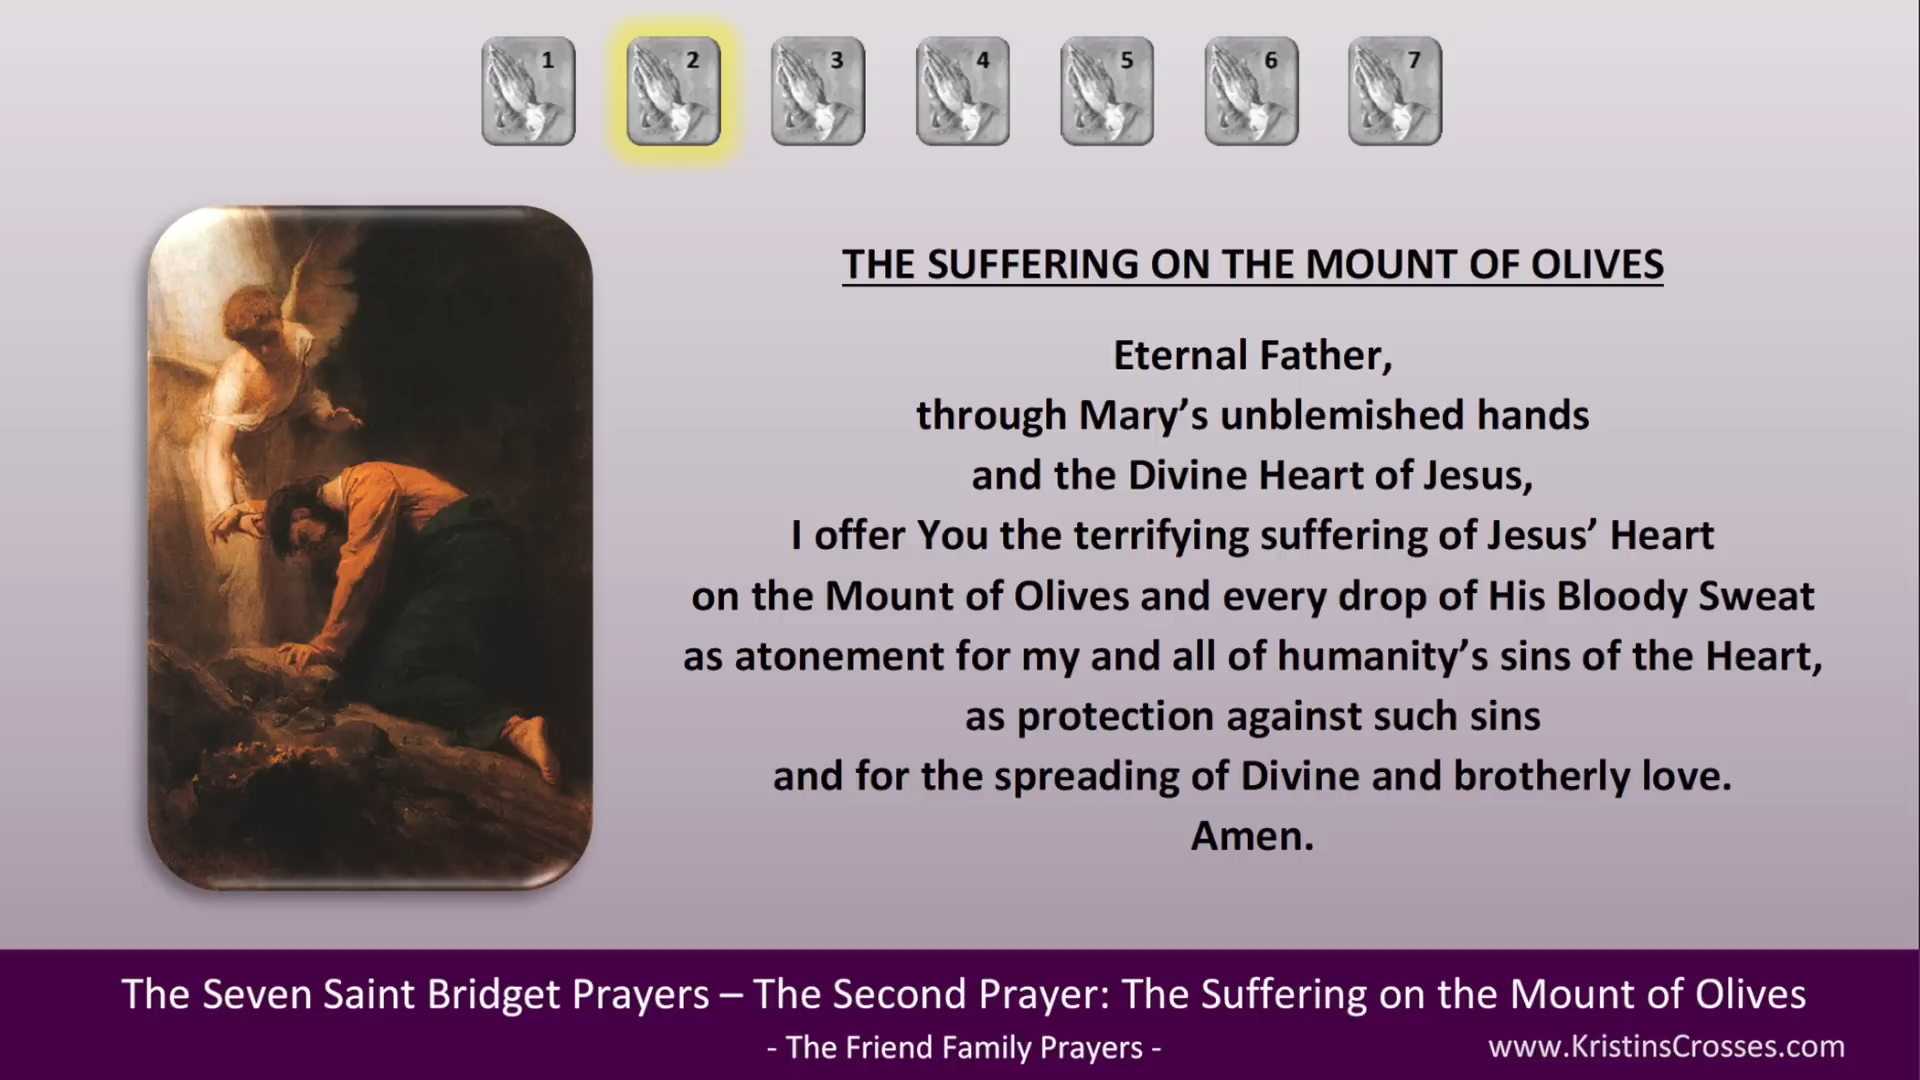 1 2 3 4 5 6 7
THE SUFFERING ON THE MOUNT OF OLIVES
Eternal Father,
through Mary’s unblemished hands
and the Divine Heart of Jesus,
I offer You the terrifying suffering of Jesus’ Heart
on the Mount of Olives and every drop of His Bloody Sweat
as atonement for my and all of humanity’s sins of the Heart,
as protection against such sins
and for the spreading of Divine and brotherly love.
Amen.
The Seven Saint Bridget Prayers – The Second Prayer: The Suffering on the Mount of Olives
- The Friend Family Prayers -
www.KristinsCrosses.com